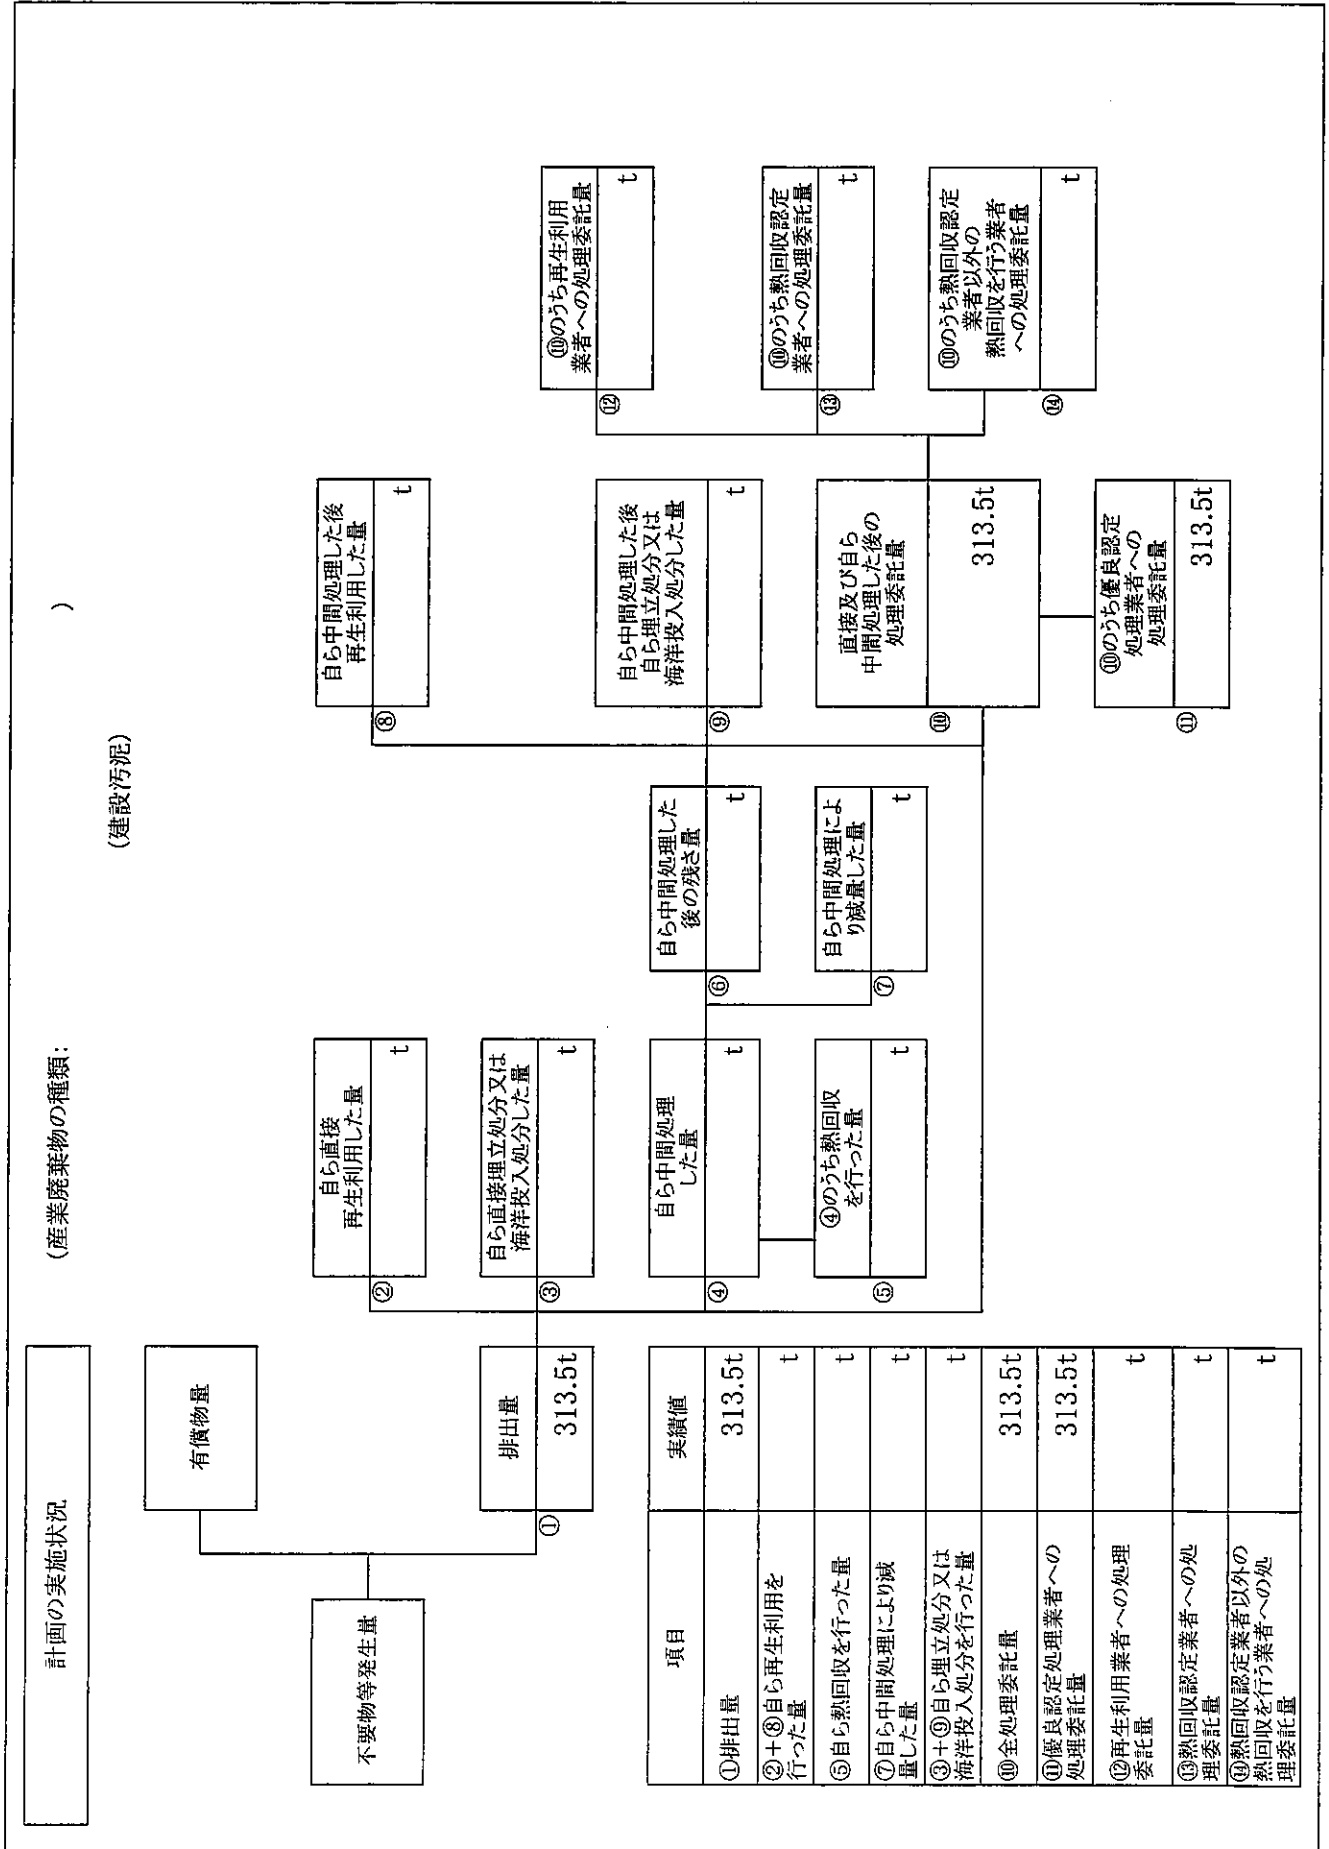 計画の実施状況
(産業廃棄物の種類:
(建設汚泥)
)
不要物等発生量
有償物量
①
排出量
313.5t
②
自ら直接
再生利用した量
t
③
自ら直接埋立処分又は
海洋投入処分した量
t
④
自ら中間処理
した量
t
⑤
④のうち熱回収
を行った量
t
⑥
自ら中間処理した
後の残さ量
t
⑦
自ら中間処理によ
り減量した量
t
⑧
自ら中間処理した後
再生利用した量
t
⑨
自ら中間処理した後
自ら埋立処分又は
海洋投入処分した量
t
⑩
直接及び自ら
中間処理した後の
処理委託量
313.5t
⑪
⑩のうち優良認定
処理業者への
処理委託量
313.5t
⑫
⑩のうち再生利用
業者への処理委託量
t
⑬
⑩のうち熱回収認定
業者への処理委託量
t
⑭
⑩のうち熱回収認定
業者以外の
熱回収を行う業者
への処理委託量
t
項目
実績値
①排出量
313.5t
②+⑧自ら再生利用を
行った量
t
⑤自ら熱回収を行った量
t
⑦自ら中間処理により減
量した量
t
③+⑨自ら埋立処分又は
海洋投入処分を行った量
t
⑩全処理委託量
313.5t
⑪優良認定処理業者への
処理委託量
313.5t
⑫再生利用業者への処理
委託量
t
⑬熱回収認定業者への処
理委託量
t
⑭熱回収認定業者以外の
熱回収を行う業者への処
理委託量
t